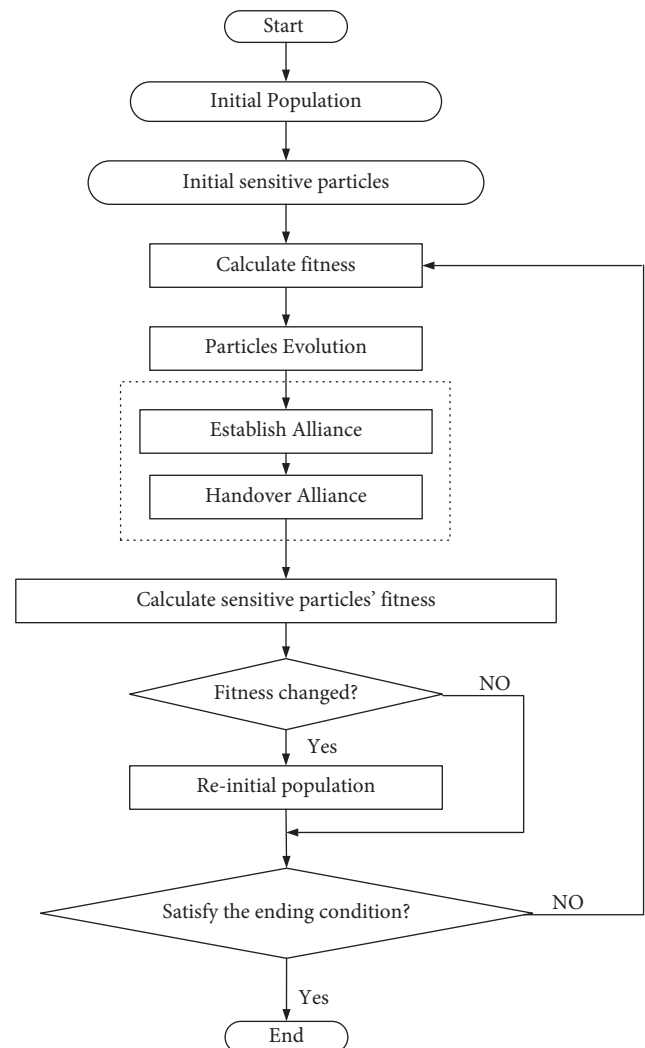 Start
Initial Population
Initial sensitive particles
Calculate fitness
Particles Evolution
Establish Alliance
Handover Alliance
Calculate sensitive particles’ fitness
Fitness changed?
NO
Yes
Re-initial population
Satisfy the ending condition?
NO
Yes
End